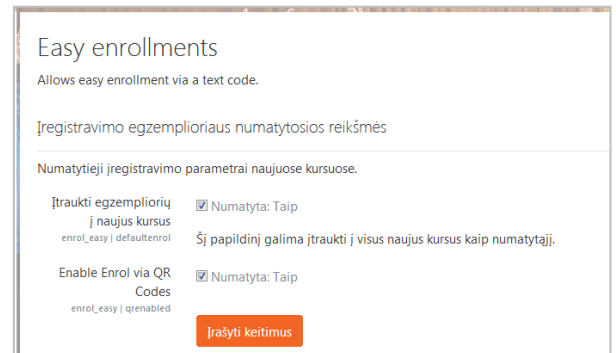 Easy enrollments
Allows easy enrollment via a text code.
Įregistravimo egzemplioriaus numatytosios reikšmės
Numatytieji įregistravimo parametrai naujuose kursuose.
Įtraukti egzempliorių
į naujus kursus
enrol_easy | defaultenrol
Numatyta: Taip
Šį papildinį galima įtraukti į visus naujus kursus kaip numatytąjį.
Enable Enrol via QR
Codes
enrol_easy | qrenabled
Numatyta: Taip
Įrašyti keitimus